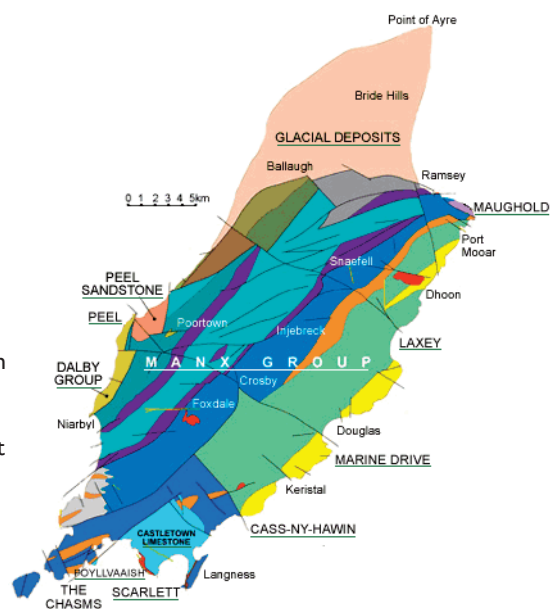 Point of Ayre
Bride Hills
GLACIAL DEPOSITS
Ballaugh
Ramsey
0 1 2 3 4 5km
MAUGHOLD
Port
Mooar
Snaefell
PEEL
SANDSTONE
Dhoon
PEEL
Poortown
Injebreck
LAXEY
MANX GROUP
DALBY
GROUP
Crosby
Foxdale
Niarbyl
Douglas
MARINE DRIVE
Keristal
CASS-NY-HAWIN
CASTLETOWN
LIMESTONE
POYLLVAAISH
Langness
THE
CHASMS
SCARLETT